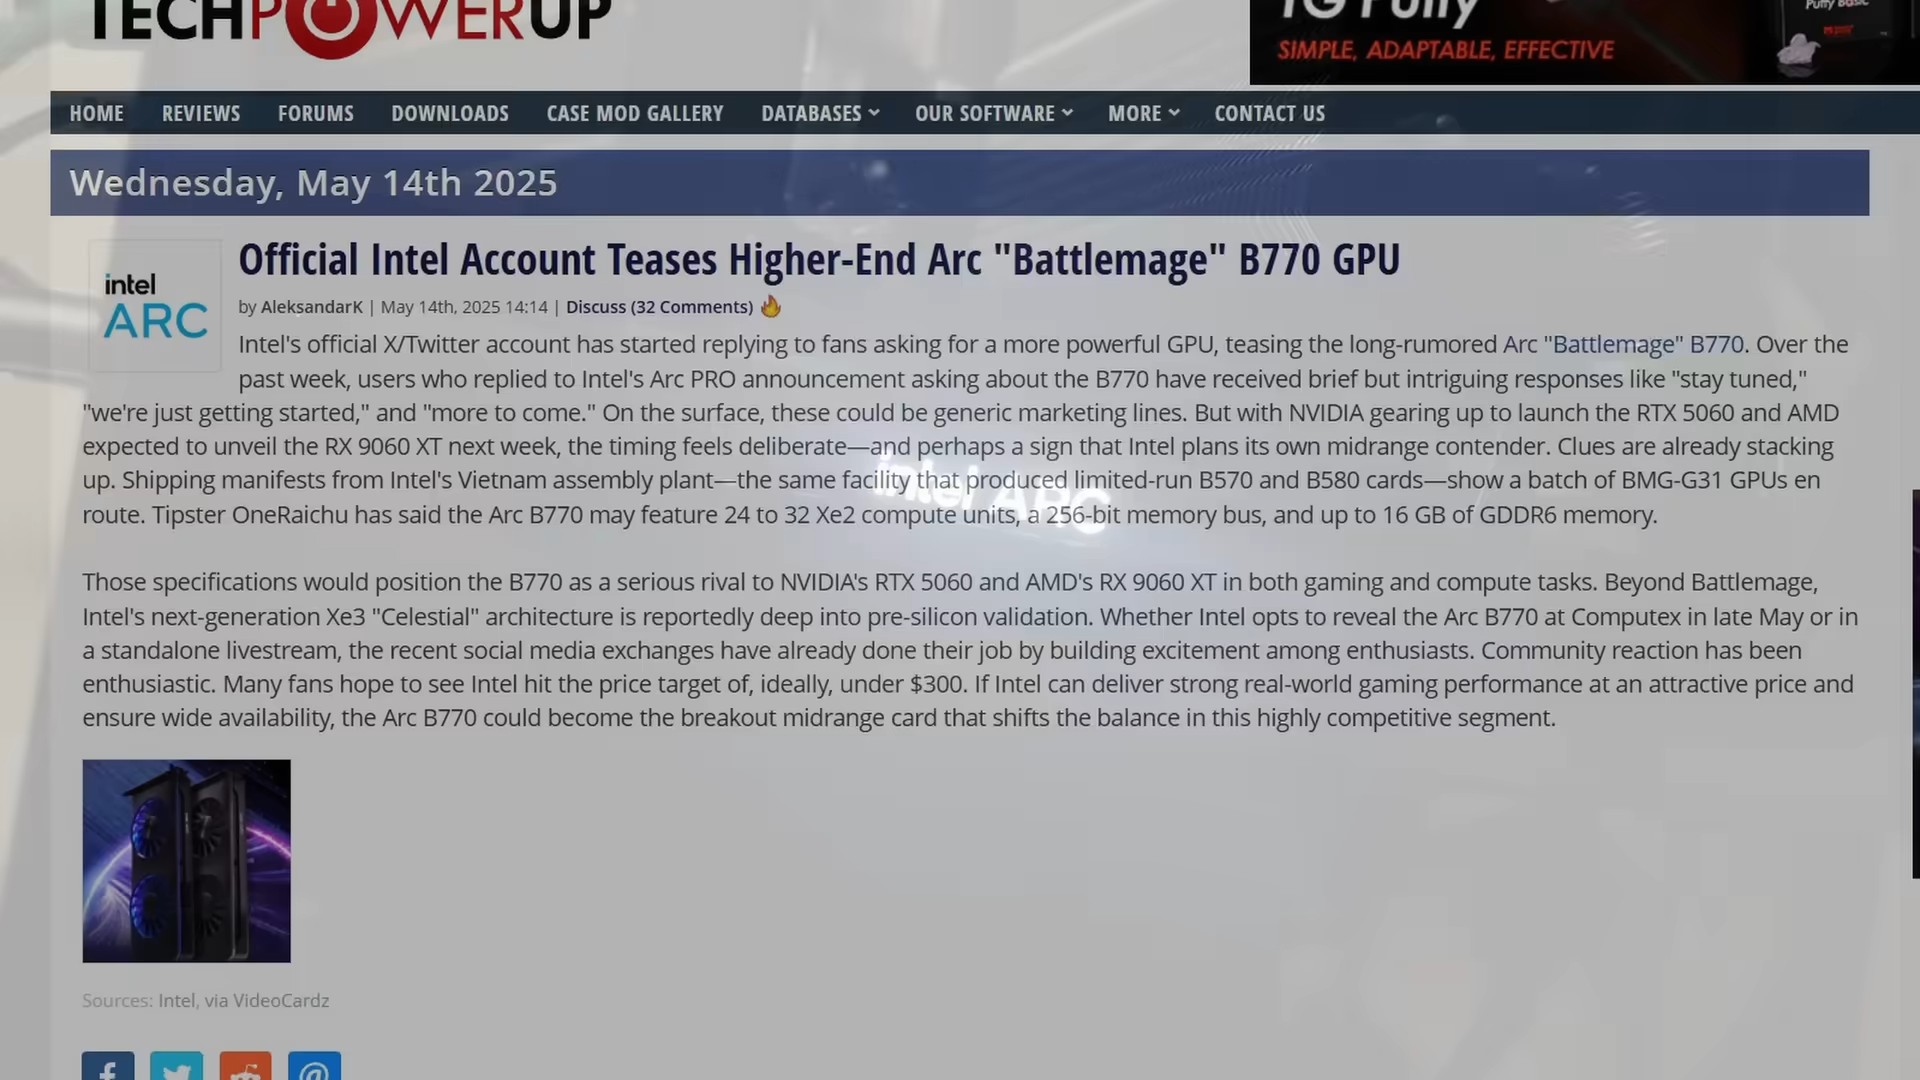 TECHPOWERUP
TG Putty
Putty Basic
SIMPLE, ADAPTABLE, EFFECTIVE
HOME REVIEWS FORUMS DOWNLOADS CASE MOD GALLERY DATABASES OUR SOFTWARE MORE CONTACT US
Wednesday, May 14th 2025
intel
ARC
Official Intel Account Teases Higher-End Arc "Battlemage" B770 GPU
by AleksandarK | May 14th, 2025 14:14 | Discuss (32 Comments)
Intel's official X/Twitter account has started replying to fans asking for a more powerful GPU, teasing the long-rumored Arc "Battlemage" B770. Over the
past week, users who replied to Intel's Arc PRO announcement asking about the B770 have received brief but intriguing responses like "stay tuned,"
"we're just getting started," and "more to come." On the surface, these could be generic marketing lines. But with NVIDIA gearing up to launch the RTX 5060 and AMD
expected to unveil the RX 9060 XT next week, the timing feels deliberate—and perhaps a sign that Intel plans its own midrange contender. Clues are already stacking
up. Shipping manifests from Intel's Vietnam assembly plant—the same facility that produced limited-run B570 and B580 cards—show a batch of BMG-G31 GPUs en
route. Tipster OneRaichu has said the Arc B770 may feature 24 to 32 Xe2 compute units, a 256-bit memory bus, and up to 16 GB of GDDR6 memory.
intel ARC
Those specifications would position the B770 as a serious rival to NVIDIA's RTX 5060 and AMD's RX 9060 XT in both gaming and compute tasks. Beyond Battlemage,
Intel's next-generation Xe3 "Celestial" architecture is reportedly deep into pre-silicon validation. Whether Intel opts to reveal the Arc B770 at Computex in late May or in
a standalone livestream, the recent social media exchanges have already done their job by building excitement among enthusiasts. Community reaction has been
enthusiastic. Many fans hope to see Intel hit the price target of, ideally, under $300. If Intel can deliver strong real-world gaming performance at an attractive price and
ensure wide availability, the Arc B770 could become the breakout midrange card that shifts the balance in this highly competitive segment.
Sources: Intel, via VideoCardz